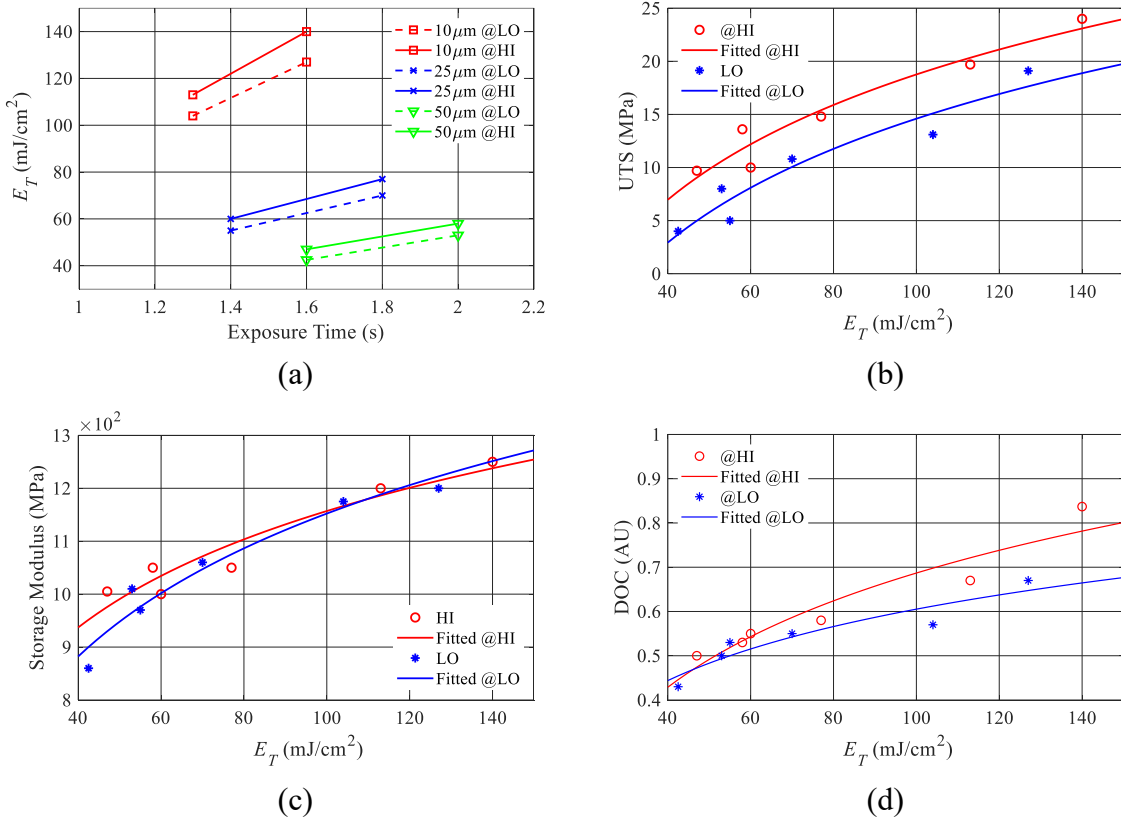 140
120
100
80
60
40
E_T (mJ/cm²)
1
1.2
1.4
1.6
1.8
2
2.2
Exposure Time (s)
10μm @LO
10μm @HI
25μm @LO
25μm @HI
50μm @LO
50μm @HI
(a)
25
20
15
10
5
0
UTS (MPa)
40
60
80
100
120
140
E_T (mJ/cm²)
@HI
Fitted @HI
LO
Fitted @LO
(b)
×10²
13
12
11
10
9
8
Storage Modulus (MPa)
40
60
80
100
120
140
E_T (mJ/cm²)
HI
Fitted @HI
LO
Fitted @LO
(c)
1
0.9
0.8
0.7
0.6
0.5
0.4
DOC (AU)
40
60
80
100
120
140
E_T (mJ/cm²)
@HI
Fitted @HI
@LO
Fitted @LO
(d)